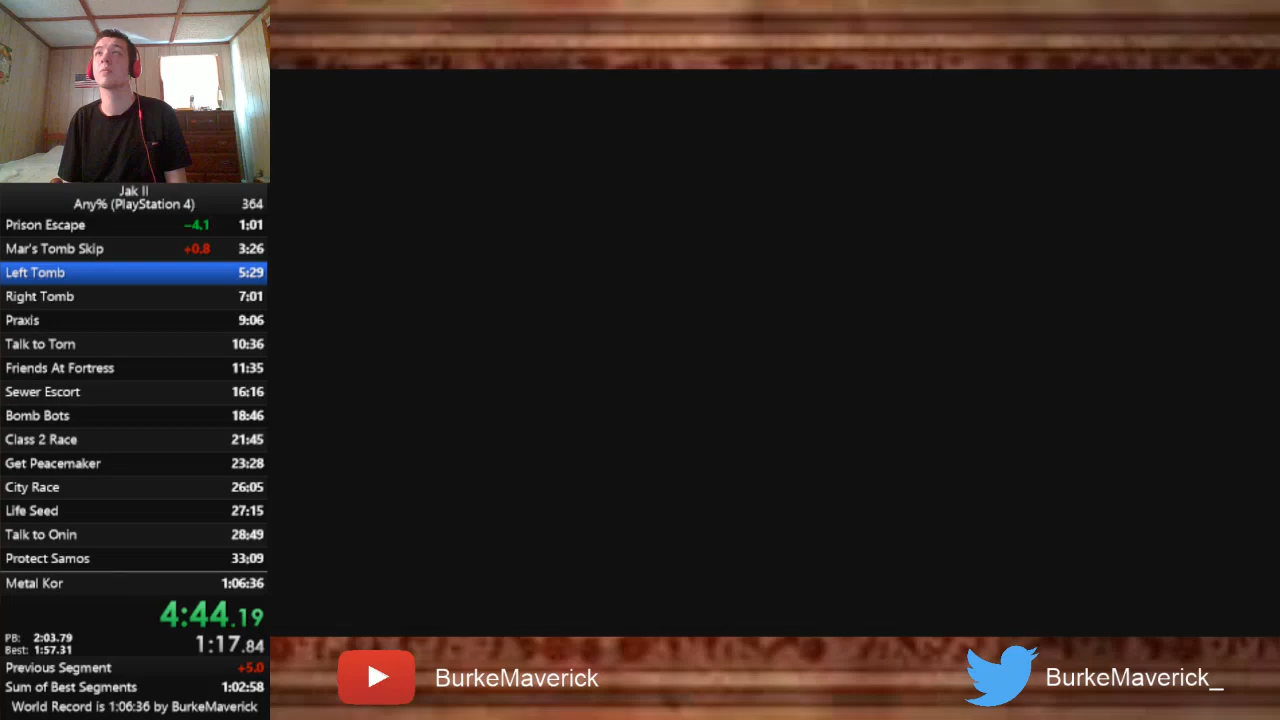 Jak II
Any% (PlayStation 4) 364
Prison Escape −4.1 1:01
Mar's Tomb Skip +0.8 3:26
Left Tomb 5:29
Right Tomb 7:01
Praxis 9:06
Talk to Torn 10:36
Friends At Fortress 11:35
Sewer Escort 16:16
Bomb Bots 18:46
Class 2 Race 21:45
Get Peacemaker 23:28
City Race 26:05
Life Seed 27:15
Talk to Onin 28:49
Protect Samos 33:09
Metal Kor 1:06:36
4:44.19
PB: 2:03.79
Best: 1:57.31
1:17.84
Previous Segment +5.0
Sum of Best Segments 1:02:58
World Record is 1:06:36 by BurkeMaverick
BurkeMaverick
BurkeMaverick_